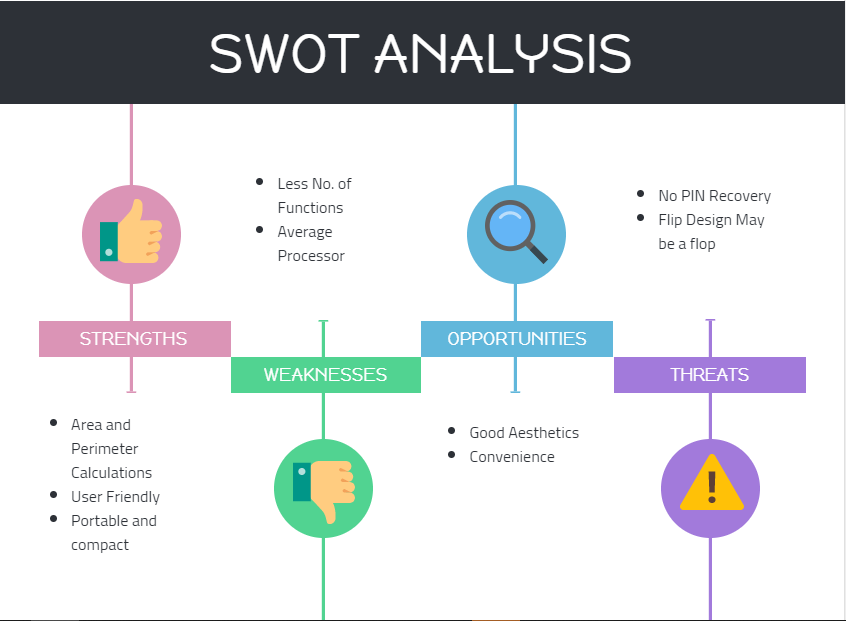 SWOT ANALYSIS
STRENGTHS
• Area and
Perimeter
Calculations
• User Friendly
• Portable and
compact
• Less No. of
Functions
• Average
Processor
WEAKNESSES
OPPORTUNITIES
• Good Aesthetics
• Convenience
• No PIN Recovery
• Flip Design May
be a flop
THREATS